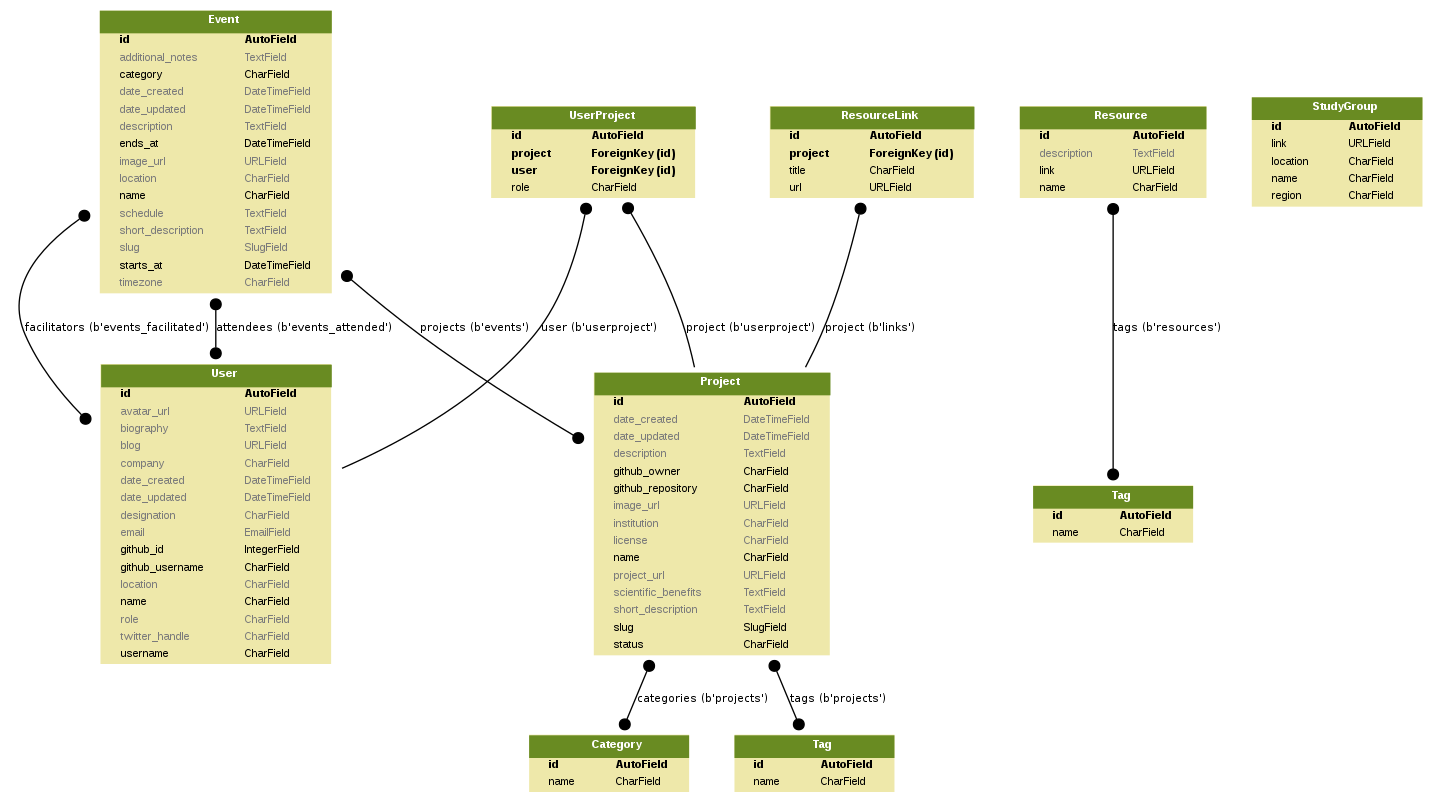 Event
id AutoField
additional_notes TextField
category CharField
date_created DateTimeField
date_updated DateTimeField
description TextField
ends_at DateTimeField
image_url URLField
location CharField
name CharField
schedule TextField
short_description TextField
slug SlugField
starts_at DateTimeField
timezone CharField
UserProject
id AutoField
project ForeignKey (id)
user ForeignKey (id)
role CharField
ResourceLink
id AutoField
project ForeignKey (id)
title CharField
url URLField
Resource
id AutoField
description TextField
link URLField
name CharField
StudyGroup
id AutoField
link URLField
location CharField
name CharField
region CharField
facilitators (b'events_facilitated')
attendees (b'events_attended')
projects (b'events')
user (b'userproject')
project (b'userproject')
project (b'links')
tags (b'resources')
User
id AutoField
avatar_url URLField
biography TextField
blog URLField
company CharField
date_created DateTimeField
date_updated DateTimeField
designation CharField
email EmailField
github_id IntegerField
github_username CharField
location CharField
name CharField
role CharField
twitter_handle CharField
username CharField
Project
id AutoField
date_created DateTimeField
date_updated DateTimeField
description TextField
github_owner CharField
github_repository CharField
image_url URLField
institution CharField
license CharField
name CharField
project_url URLField
scientific_benefits TextField
short_description TextField
slug SlugField
status CharField
Tag
id AutoField
name CharField
categories (b'projects')
tags (b'projects')
Category
id AutoField
name CharField
Tag
id AutoField
name CharField